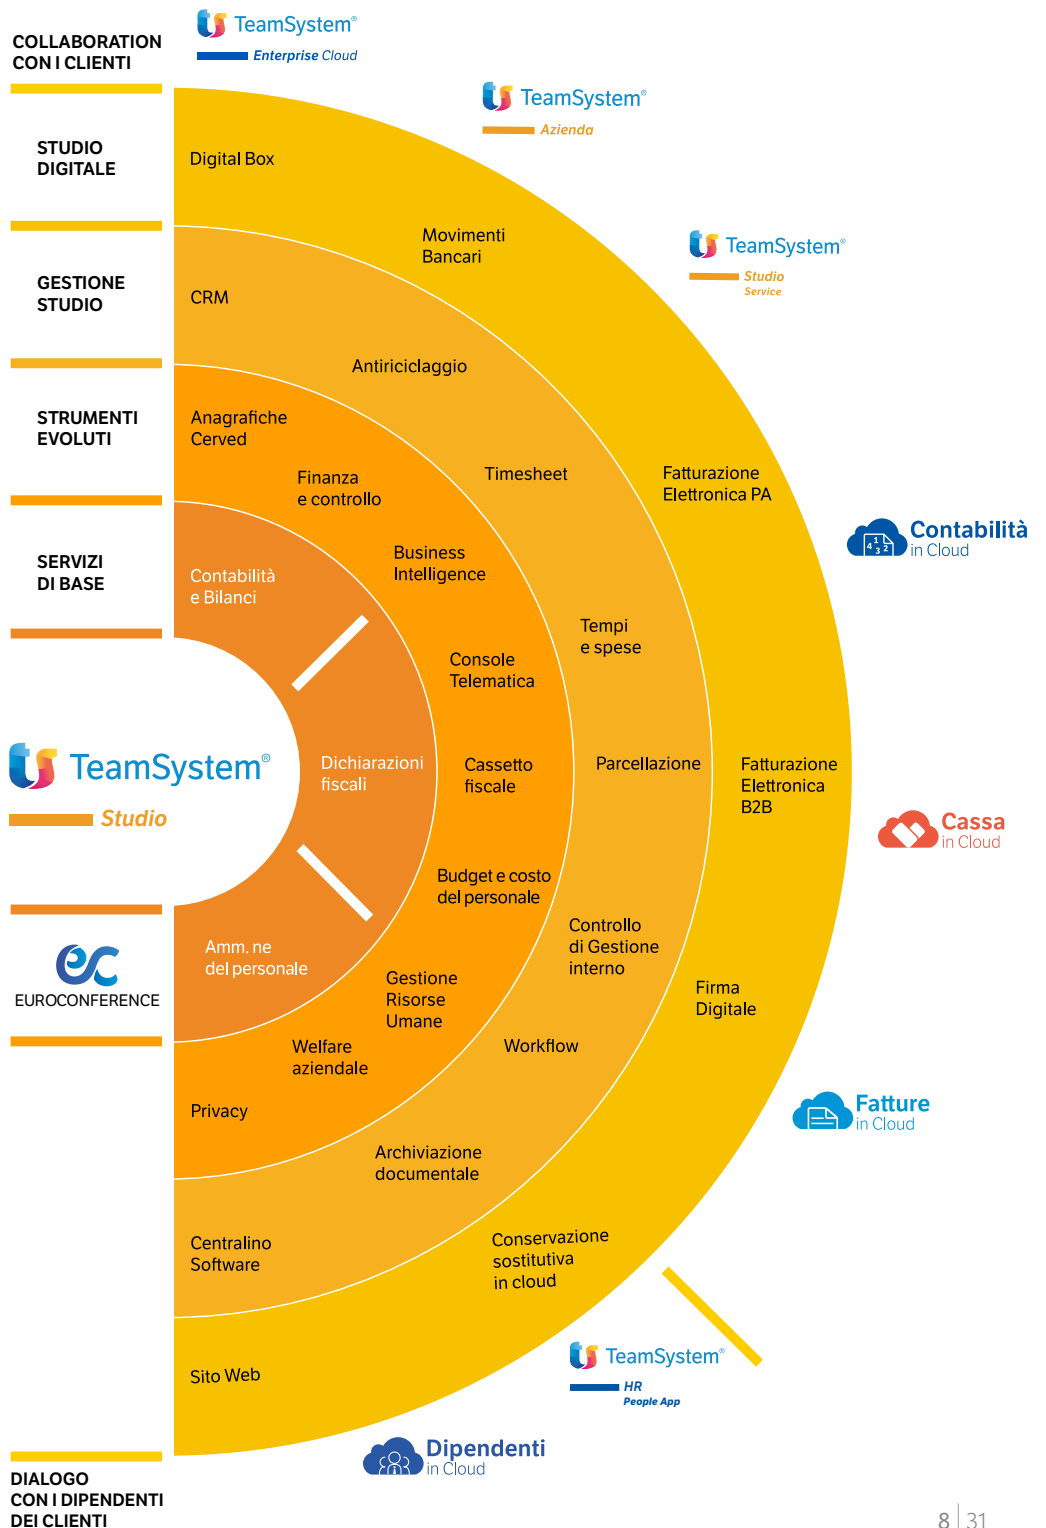 COLLABORATION
CON I CLIENTI
TeamSystem®
Enterprise Cloud
TeamSystem®
Azienda
TeamSystem®
Studio
Service
STUDIO
DIGITALE
Digital Box
Movimenti
Bancari
Fatturazione
Elettronica PA
Fatturazione
Elettronica
B2B
Firma
Digitale
Conservazione
sostitutiva
in cloud
Sito Web
GESTIONE
STUDIO
CRM
Antiriciclaggio
Timesheet
Tempi
e spese
Parcellazione
Controllo
di Gestione
interno
Workflow
Archiviazione
documentale
Centralino
Software
STRUMENTI
EVOLUTI
Anagrafiche
Cerved
Finanza
e controllo
Business
Intelligence
Console
Telematica
Cassetto
fiscale
Budget e costo
del personale
Gestione
Risorse
Umane
Welfare
aziendale
Privacy
SERVIZI
DI BASE
Contabilità
e Bilanci
Dichiarazioni
fiscali
Amm. ne
del personale
TeamSystem®
Studio
ec
EUROCONFERENCE
1
4 3 2
Contabilità
in Cloud
Cassa
in Cloud
Fatture
in Cloud
TeamSystem®
HR
People App
Dipendenti
in Cloud
DIALOGO
CON I DIPENDENTI
DEI CLIENTI
8 | 31